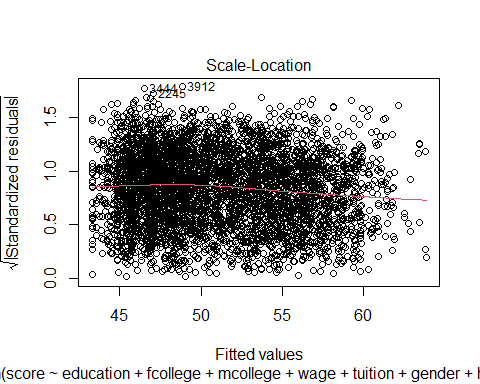 Scale-Location
√|Standardized residuals|
0.0 0.5 1.0 1.5
3444 3912
2245
45 50 55 60
Fitted values
(score ~ education + fcollege + mcollege + wage + tuition + gender +